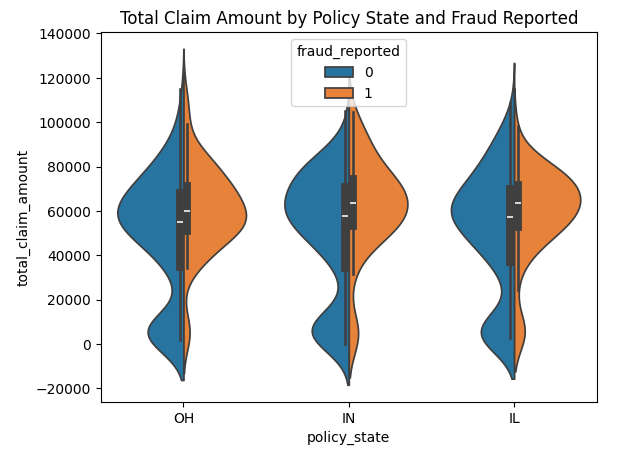 Total Claim Amount by Policy State and Fraud Reported
140000
120000
100000
80000
60000
40000
20000
0
−20000
total_claim_amount
fraud_reported
0
1
OH
IN
IL
policy_state